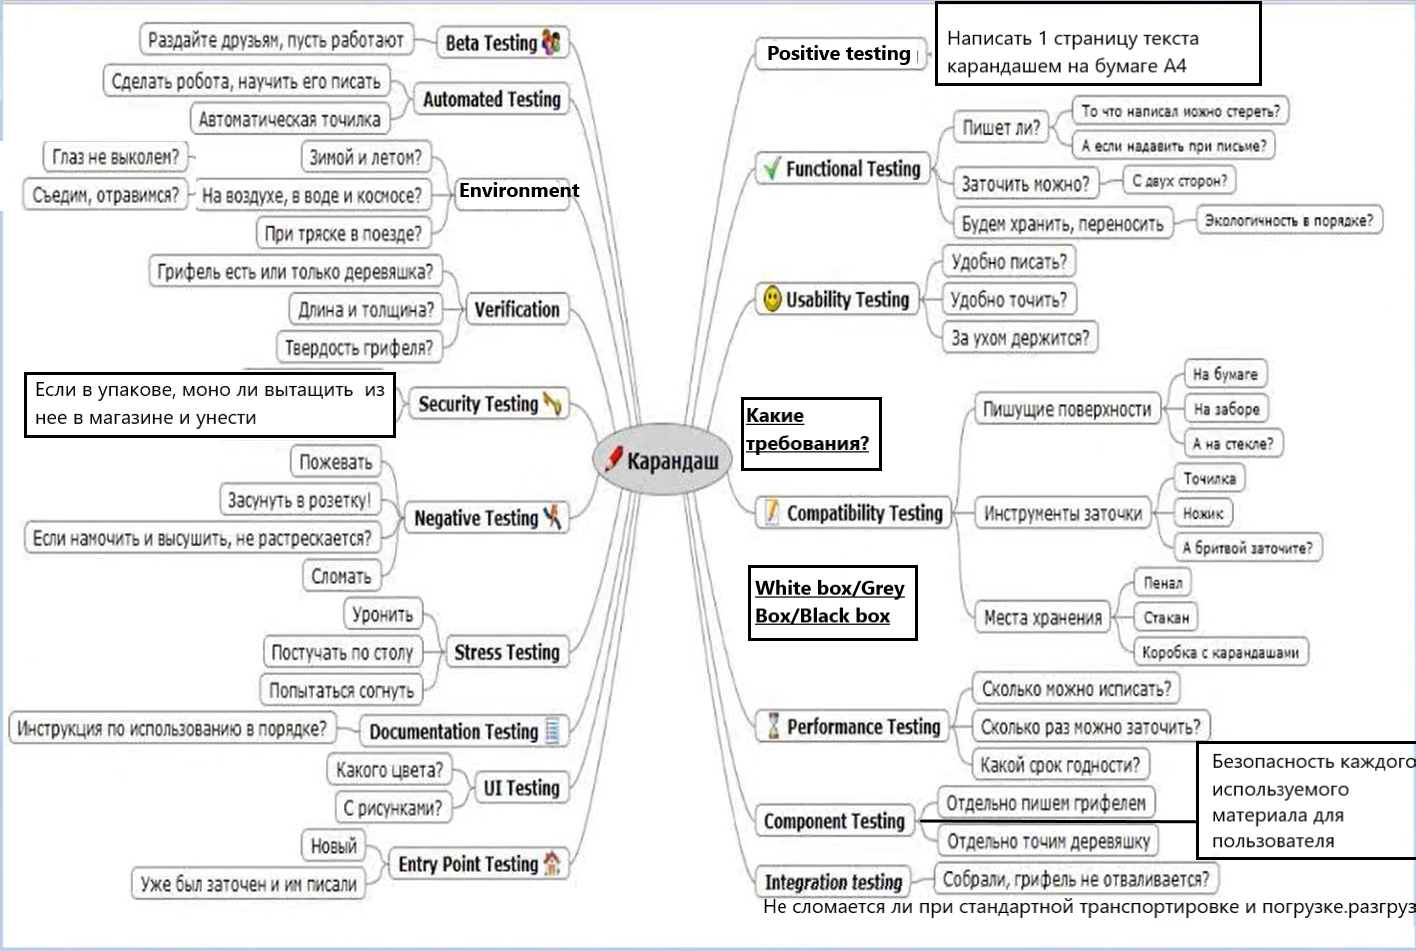 Раздайте друзьям, пусть работают
Beta Testing
Сделать робота, научить его писать
Автоматическая точилка
Automated Testing
Глаз не выколем?
Съедим, отравимся?
Зимой и летом?
На воздухе, в воде и космосе?
При тряске в поезде?
Environment
Грифель есть или только деревяшка?
Длина и толщина?
Твердость грифеля?
Verification
Если в упакове, моно ли вытащить из
нее в магазине и унести
Security Testing
Пожевать
Засунуть в розетку!
Если намочить и высушить, не растрескается?
Сломать
Negative Testing
Уронить
Постучать по столу
Попытаться согнуть
Stress Testing
Инструкция по использованию в порядке?
Documentation Testing
Какого цвета?
С рисунками?
UI Testing
Новый
Уже был заточен и им писали
Entry Point Testing
Карандаш
Positive testing
Написать 1 страницу текста
карандашем на бумаге А4
Functional Testing
Пишет ли?
То что написал можно стереть?
А если надавить при письме?
Заточить можно?
С двух сторон?
Будем хранить, переносить
Экологичность в порядке?
Usability Testing
Удобно писать?
Удобно точить?
За ухом держится?
Какие
требования?
Compatibility Testing
Пишущие поверхности
На бумаге
На заборе
А на стекле?
Инструменты заточки
Точилка
Ножик
А бритвой заточите?
Места хранения
Пенал
Стакан
Коробка с карандашами
White box/Grey
Box/Black box
Performance Testing
Сколько можно исписать?
Сколько раз можно заточить?
Какой срок годности?
Component Testing
Отдельно пишем грифелем
Отдельно точим деревяшку
Безопасность каждого
используемого
материала для
пользователя
Integration testing
Собрали, грифель не отваливается?
Не сломается ли при стандартной транспортировке и погрузке.разгруз